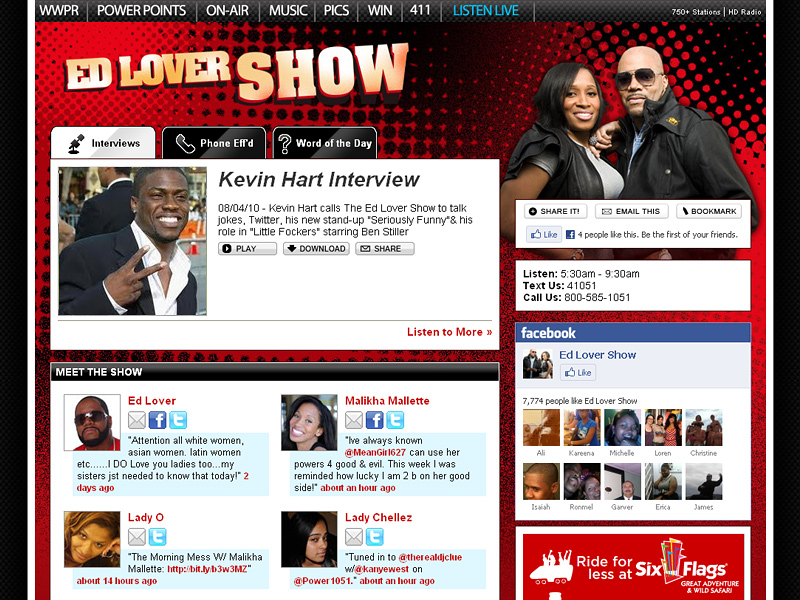 WWPR POWER POINTS ON-AIR MUSIC PICS WIN 411 LISTEN LIVE 750+ Stations | HD Radio
ED LOVER SHOW
Interviews Phone Eff'd Word of the Day
Kevin Hart Interview
08/04/10 - Kevin Hart calls The Ed Lover Show to talk
jokes, Twitter, his new stand-up "Seriously Funny"& his
role in "Little Fockers" starring Ben Stiller
PLAY DOWNLOAD SHARE
Listen to More »
SHARE IT! EMAIL THIS BOOKMARK
Like 4 people like this. Be the first of your friends.
Listen: 5:30am - 9:30am
Text Us: 41051
Call Us: 800-585-1051
facebook
Ed Lover Show
Like
7,774 people like Ed Lover Show
Ali Kareena Michelle Loren Christine
Isaiah Ronmel Garver Erica James
MEET THE SHOW
Ed Lover
"Attention all white women,
asian women. latin women
etc......I DO Love you ladies too...my
sisters jst needed to know that today!" 2
days ago
Malikha Mallette
"Ive always known
@MeanGirl627 can use her
powers 4 good & evil. This week I was
reminded how lucky I am 2 b on her good
side!" about an hour ago
Lady O
"The Morning Mess W/ Malikha
Mallette: http://bit.ly/b3w3MZ"
about 14 hours ago
Lady Chellez
"Tuned in to @therealdjclue
w/@kanyewest on
@Power1051." about an hour ago
Ride for
less at Six Flags
GREAT ADVENTURE
& WILD SAFARI